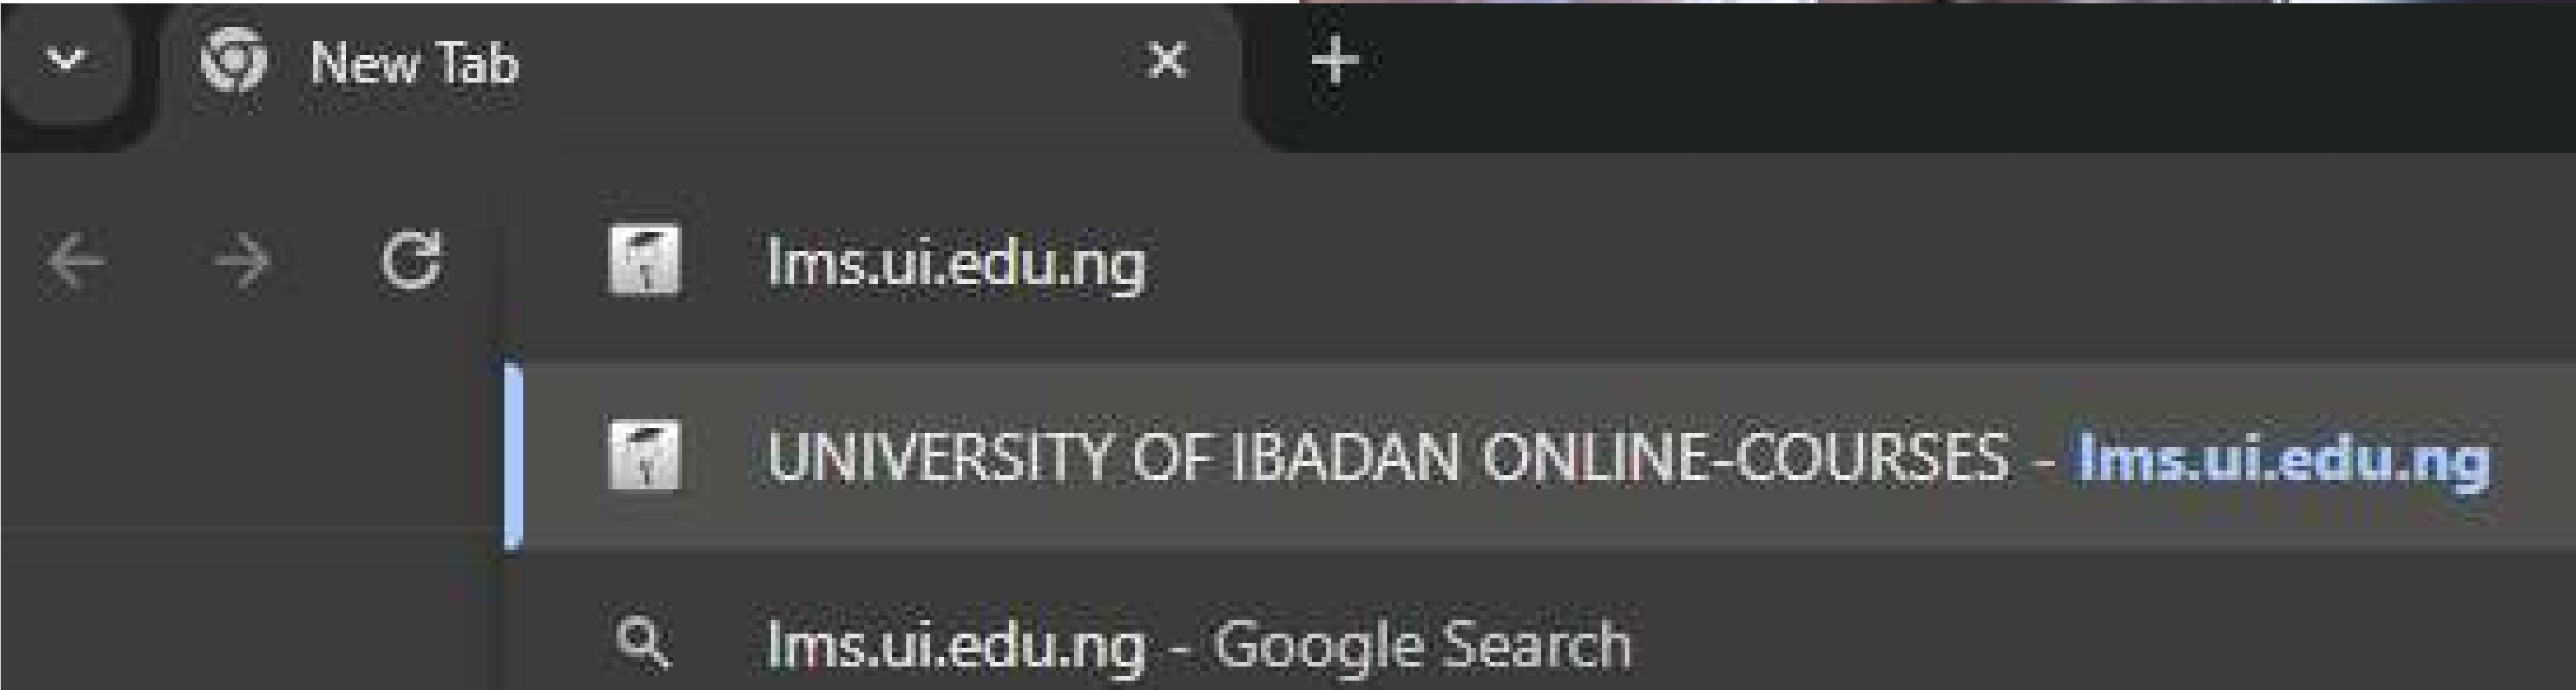 New Tab
lms.ui.edu.ng
UNIVERSITY OF IBADAN ONLINE-COURSES - lms.ui.edu.ng
lms.ui.edu.ng - Google Search